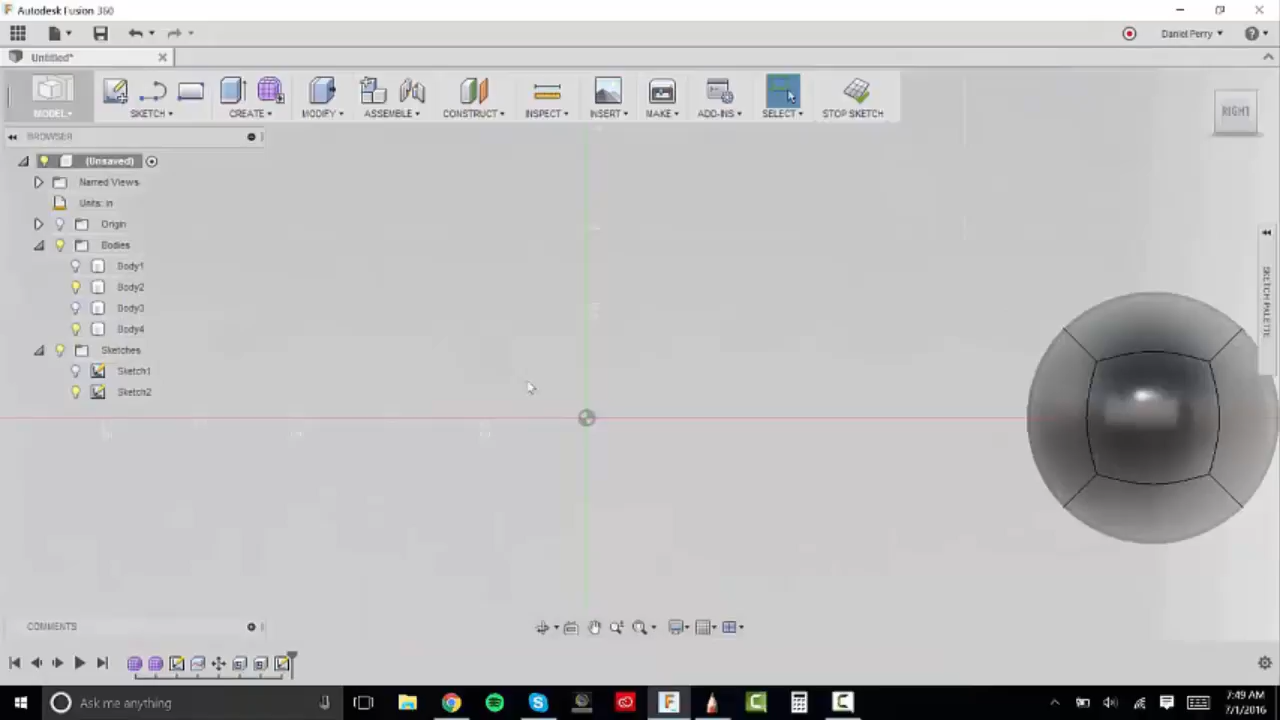 Autodesk Fusion 360
Daniel Perry
Untitled*
MODEL
SKETCH
CREATE
MODIFY
ASSEMBLE
CONSTRUCT
INSPECT
INSERT
MAKE
ADD-INS
SELECT
STOP SKETCH
RIGHT
BROWSER
(Unsaved)
Named Views
Units: in
Origin
Bodies
Body1
Body2
Body3
Body4
Sketches
Sketch1
Sketch2
SKETCH PALETTE
COMMENTS
Ask me anything
7:49 AM
7/1/2016